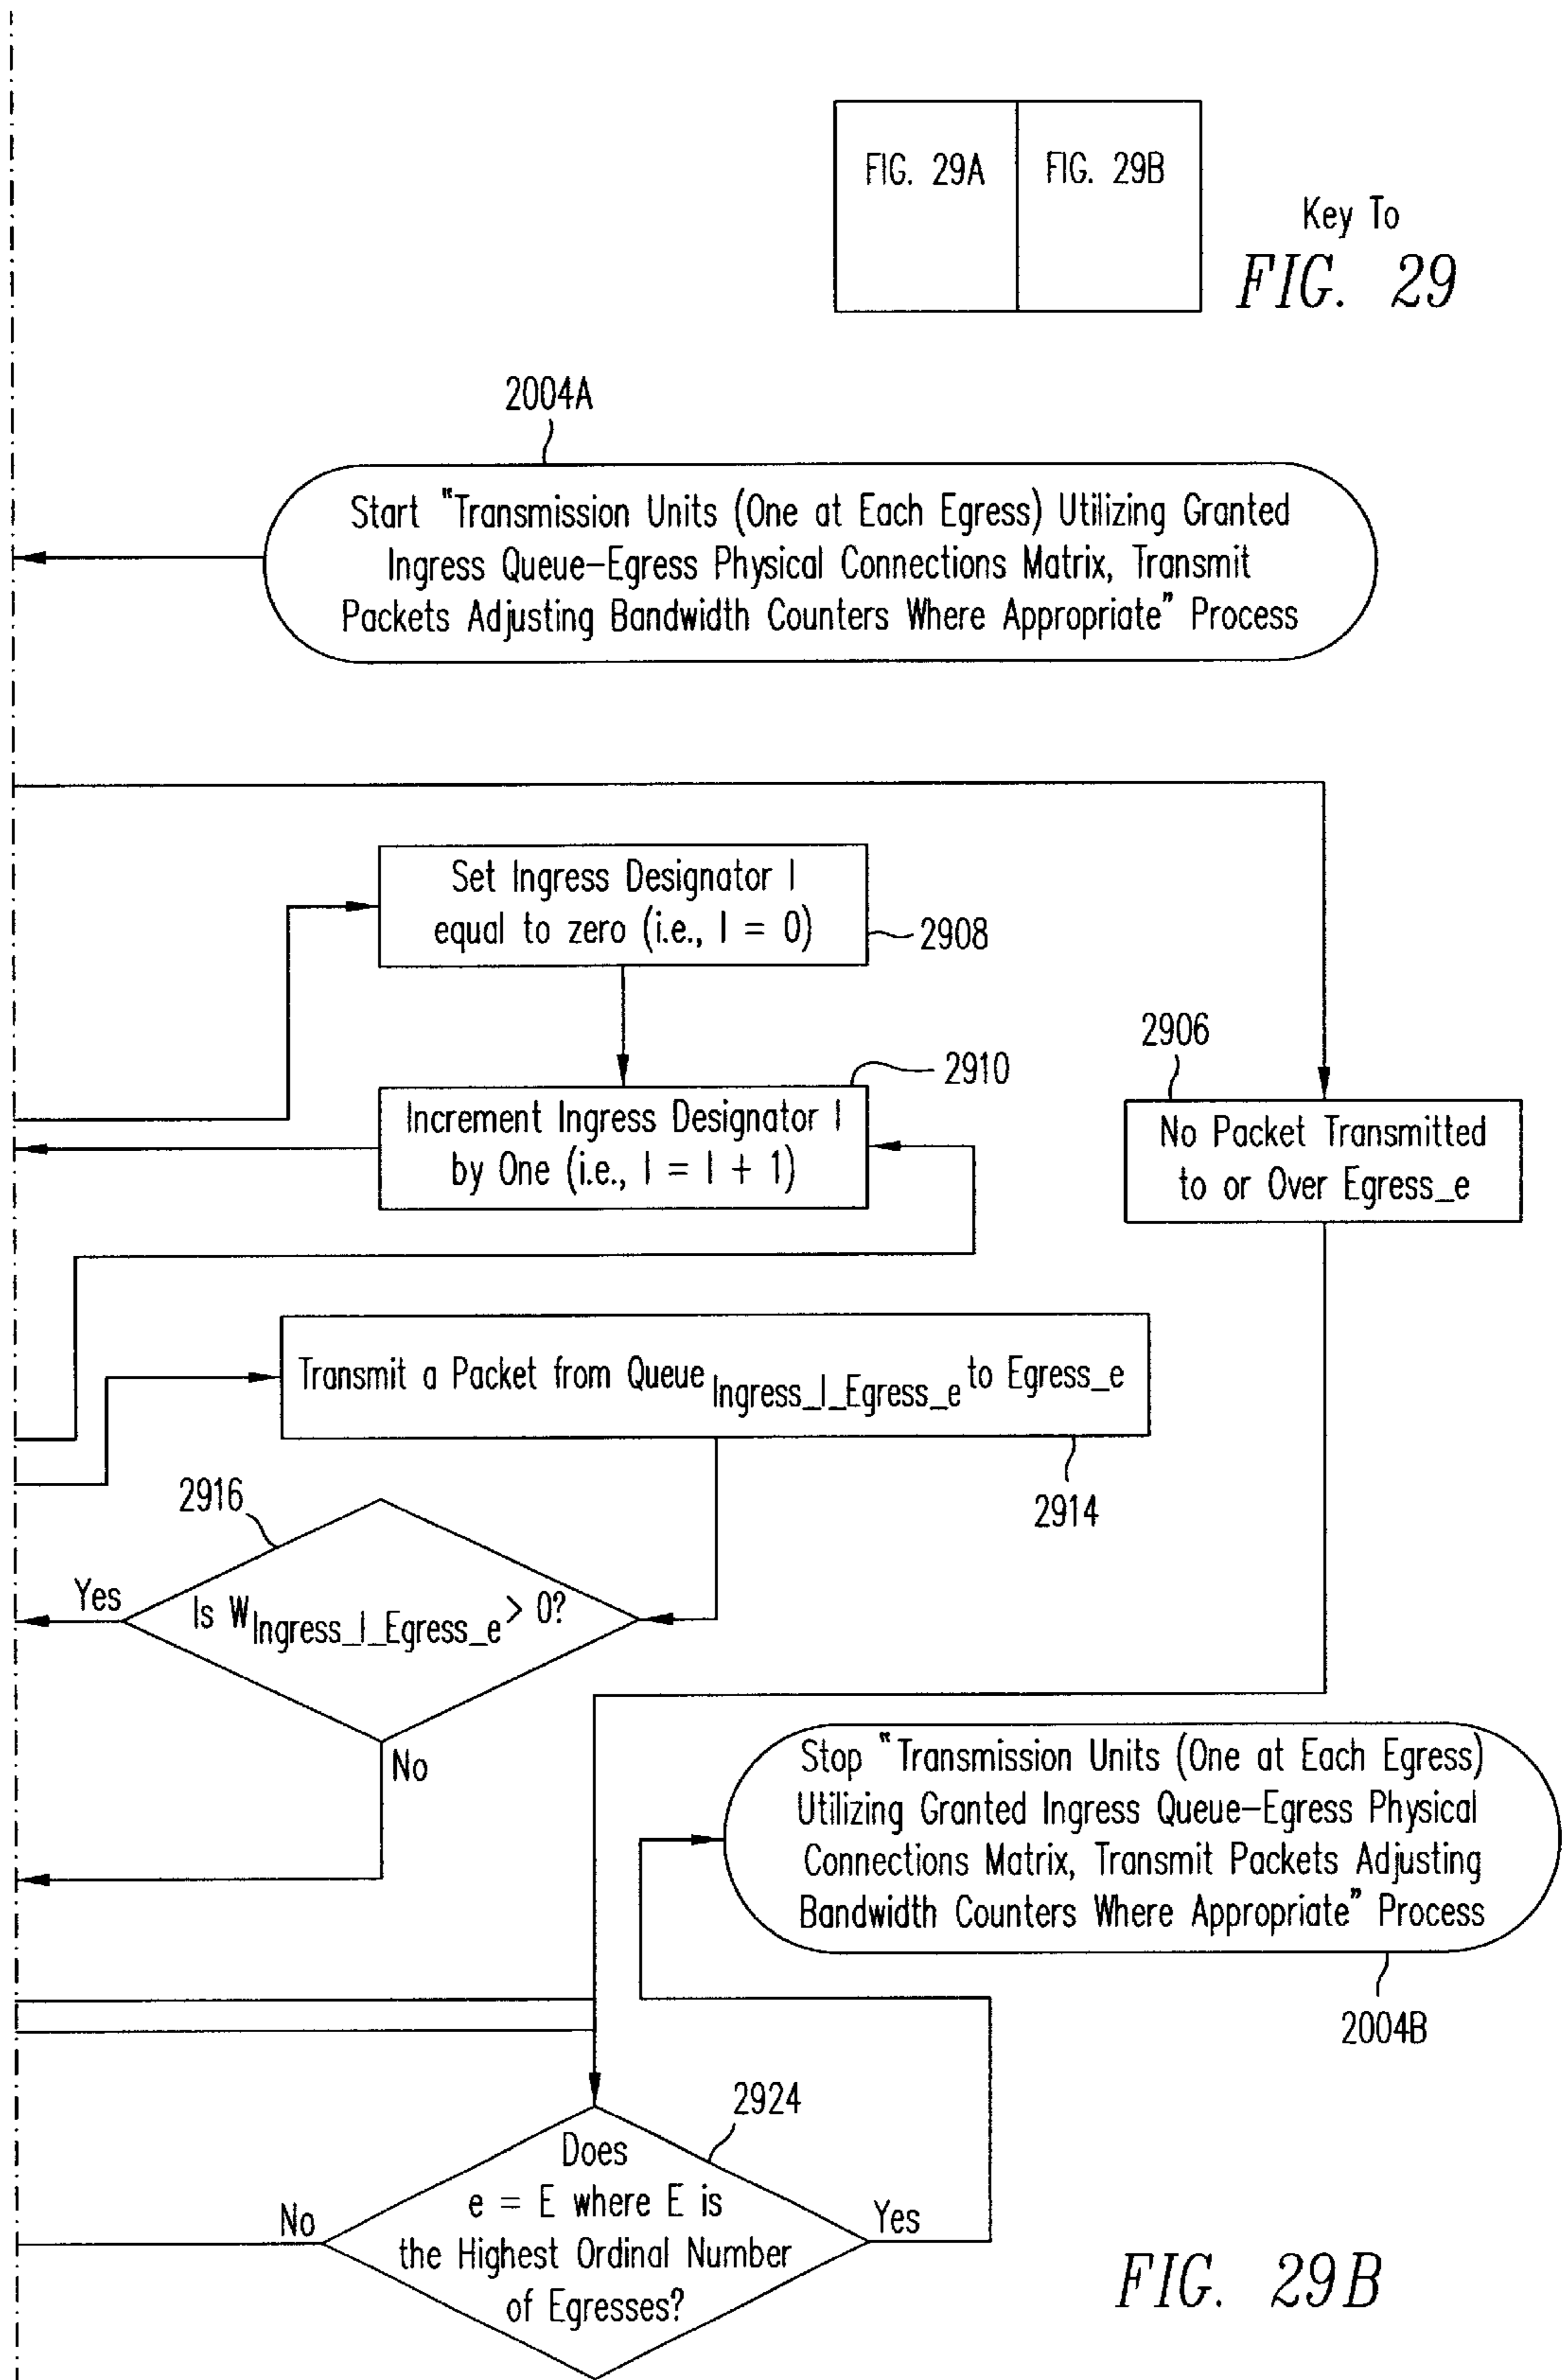 FIG. 29A
FIG. 29B
Key To
FIG. 29
2004A
Start "Transmission Units (One at Each Egress) Utilizing Granted
Ingress Queue-Egress Physical Connections Matrix, Transmit
Packets Adjusting Bandwidth Counters Where Appropriate" Process
Set Ingress Designator I
equal to zero (i.e., I = 0)
2908
2906
2910
Increment Ingress Designator I
by One (i.e., I = I + 1)
No Packet Transmitted
to or Over Egress_e
Transmit a Packet from Queue Ingress_I_Egress_e to Egress_e
2914
2916
Yes
Is W Ingress_I_Egress_e > 0?
No
Stop "Transmission Units (One at Each Egress)
Utilizing Granted Ingress Queue-Egress Physical
Connections Matrix, Transmit Packets Adjusting
Bandwidth Counters Where Appropriate" Process
2004B
2924
Does
e = E where E is
the Highest Ordinal Number
of Egresses?
No
Yes
FIG. 29B